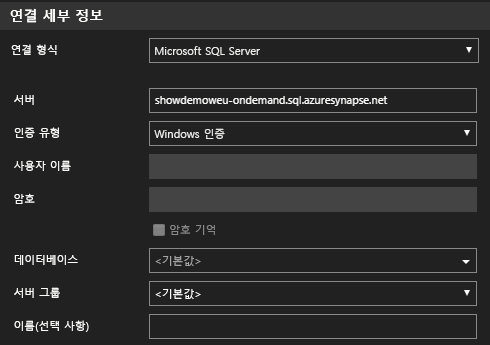 연결 세부 정보
연결 형식 Microsoft SQL Server
서버 showdemoweu-ondemand.sql.azuresynapse.net
인증 유형 Windows 인증
사용자 이름
암호
암호 기억
데이터베이스 <기본값>
서버 그룹 <기본값>
이름(선택 사항)